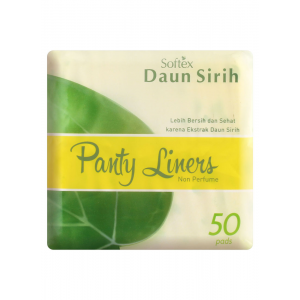 Softex
Daun Sirih
Lebih Bersih dan Sehat
karena Ekstrak Daun Sirih
Panty Liners
Non Perfume
50
pads